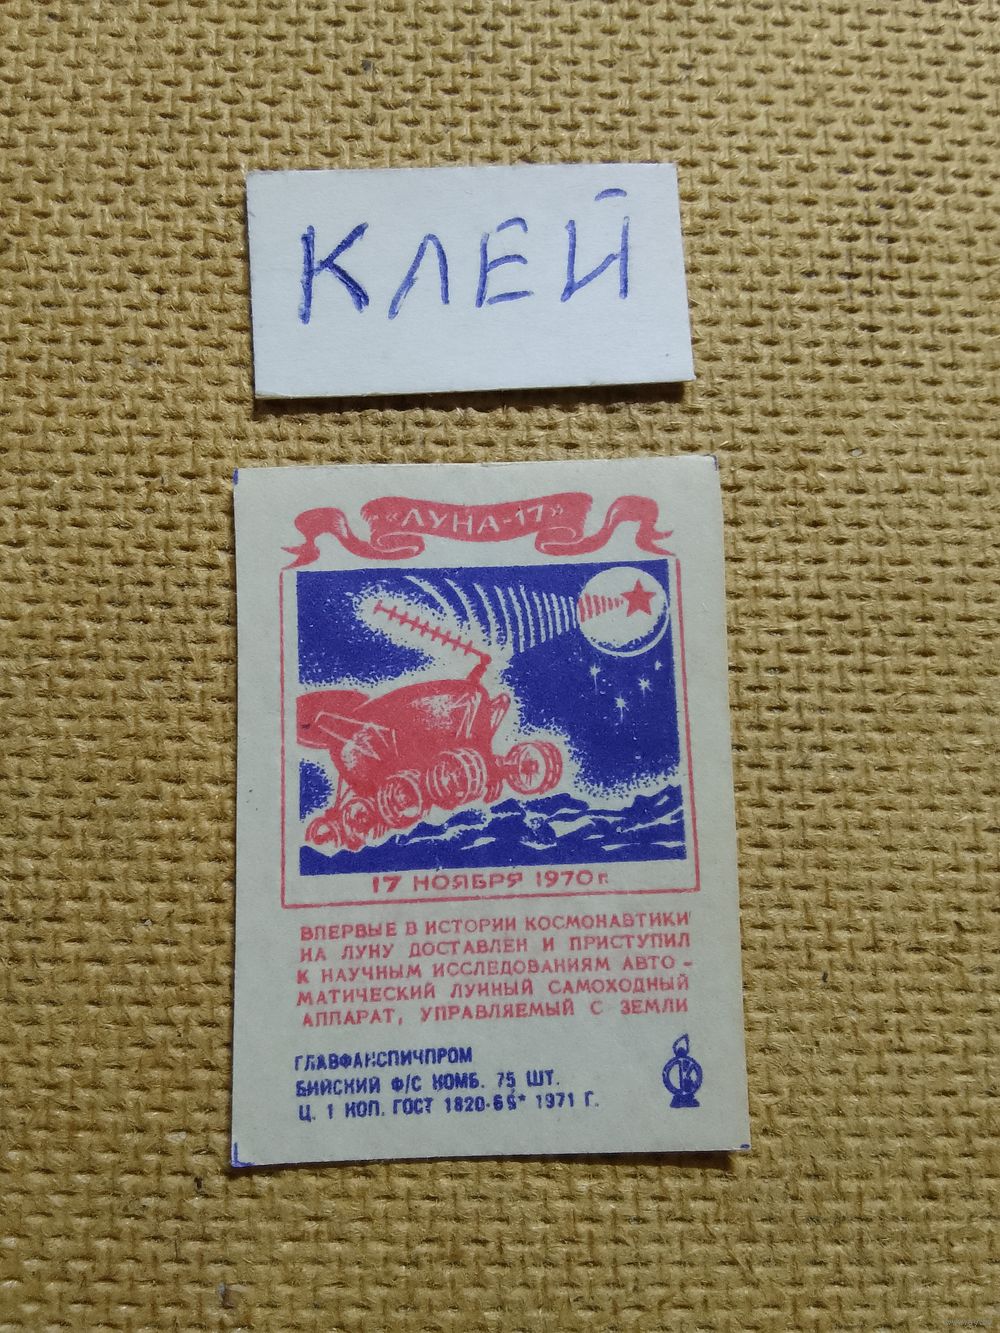 КЛЕЙ
«ЛУНА-17»
17 НОЯБРЯ 1970 г.
ВПЕРВЫЕ В ИСТОРИИ КОСМОНАВТИКИ
НА ЛУНУ ДОСТАВЛЕН И ПРИСТУПИЛ
К НАУЧНЫМ ИССЛЕДОВАНИЯМ АВТО-
МАТИЧЕСКИЙ ЛУННЫЙ САМОХОДНЫЙ
АППАРАТ, УПРАВЛЯЕМЫЙ С ЗЕМЛИ
ГЛАВФАНСПИЧПРОМ
БИЙСКИЙ Ф/С КОМБ. 75 ШТ.
Ц. 1 КОП. ГОСТ 1820-69* 1971 Г.